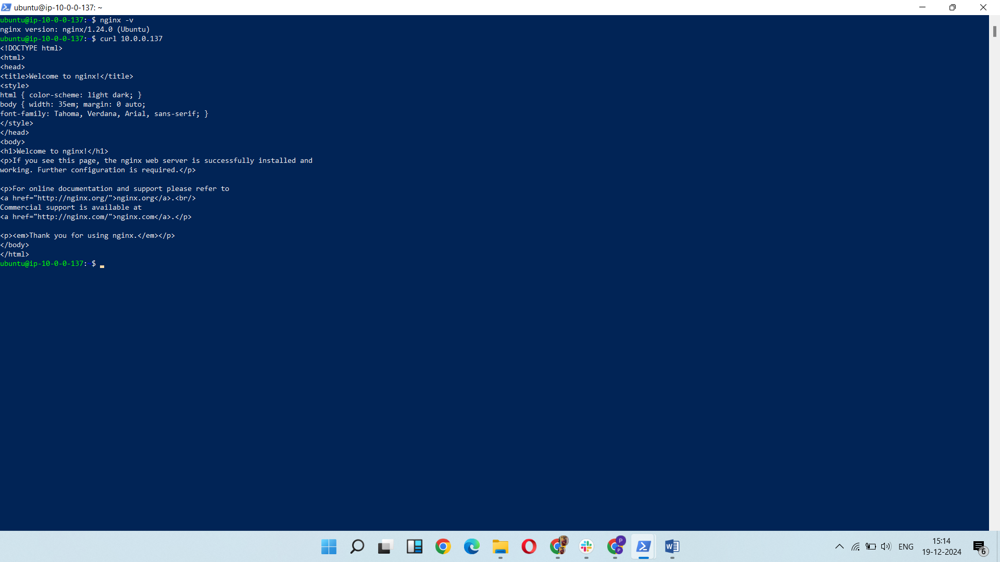 ubuntu@ip-10-0-0-137: ~
ubuntu@ip-10-0-0-137: $ nginx -v
nginx version: nginx/1.24.0 (Ubuntu)
ubuntu@ip-10-0-0-137: $ curl 10.0.0.137
<!DOCTYPE html>
<html>
<head>
<title>Welcome to nginx!</title>
<style>
html { color-scheme: light dark; }
body { width: 35em; margin: 0 auto;
font-family: Tahoma, Verdana, Arial, sans-serif; }
</style>
</head>
<body>
<h1>Welcome to nginx!</h1>
<p>If you see this page, the nginx web server is successfully installed and
working. Further configuration is required.</p>

<p>For online documentation and support please refer to
<a href="http://nginx.org/">nginx.org</a>.<br/>
Commercial support is available at
<a href="http://nginx.com/">nginx.com</a>.</p>

<p><em>Thank you for using nginx.</em></p>
</body>
</html>
ubuntu@ip-10-0-0-137: $
P
P
W
ENG
15:14
19-12-2024
6